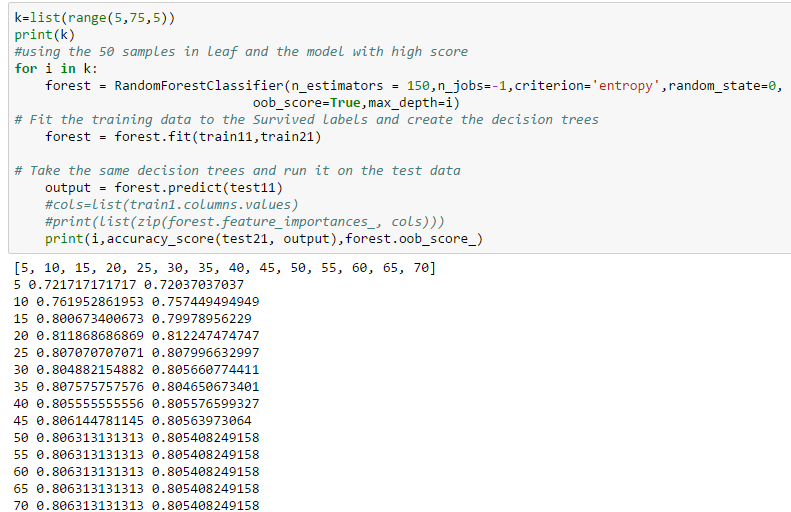 k=list(range(5,75,5))
print(k)
#using the 50 samples in leaf and the model with high score
for i in k:
    forest = RandomForestClassifier(n_estimators = 150,n_jobs=-1,criterion='entropy',random_state=0,
                               oob_score=True,max_depth=i)
# Fit the training data to the Survived labels and create the decision trees
    forest = forest.fit(train11,train21)
# Take the same decision trees and run it on the test data
    output = forest.predict(test11)
    #cols=list(train1.columns.values)
    #print(list(zip(forest.feature_importances_, cols)))
    print(i,accuracy_score(test21, output),forest.oob_score_)
[5, 10, 15, 20, 25, 30, 35, 40, 45, 50, 55, 60, 65, 70]
5 0.721717171717 0.72037037037
10 0.761952861953 0.757449494949
15 0.800673400673 0.79978956229
20 0.811868686869 0.812247474747
25 0.807070707071 0.807996632997
30 0.804882154882 0.805660774411
35 0.807575757576 0.804650673401
40 0.805555555556 0.805576599327
45 0.806144781145 0.80563973064
50 0.806313131313 0.805408249158
55 0.806313131313 0.805408249158
60 0.806313131313 0.805408249158
65 0.806313131313 0.805408249158
70 0.806313131313 0.805408249158